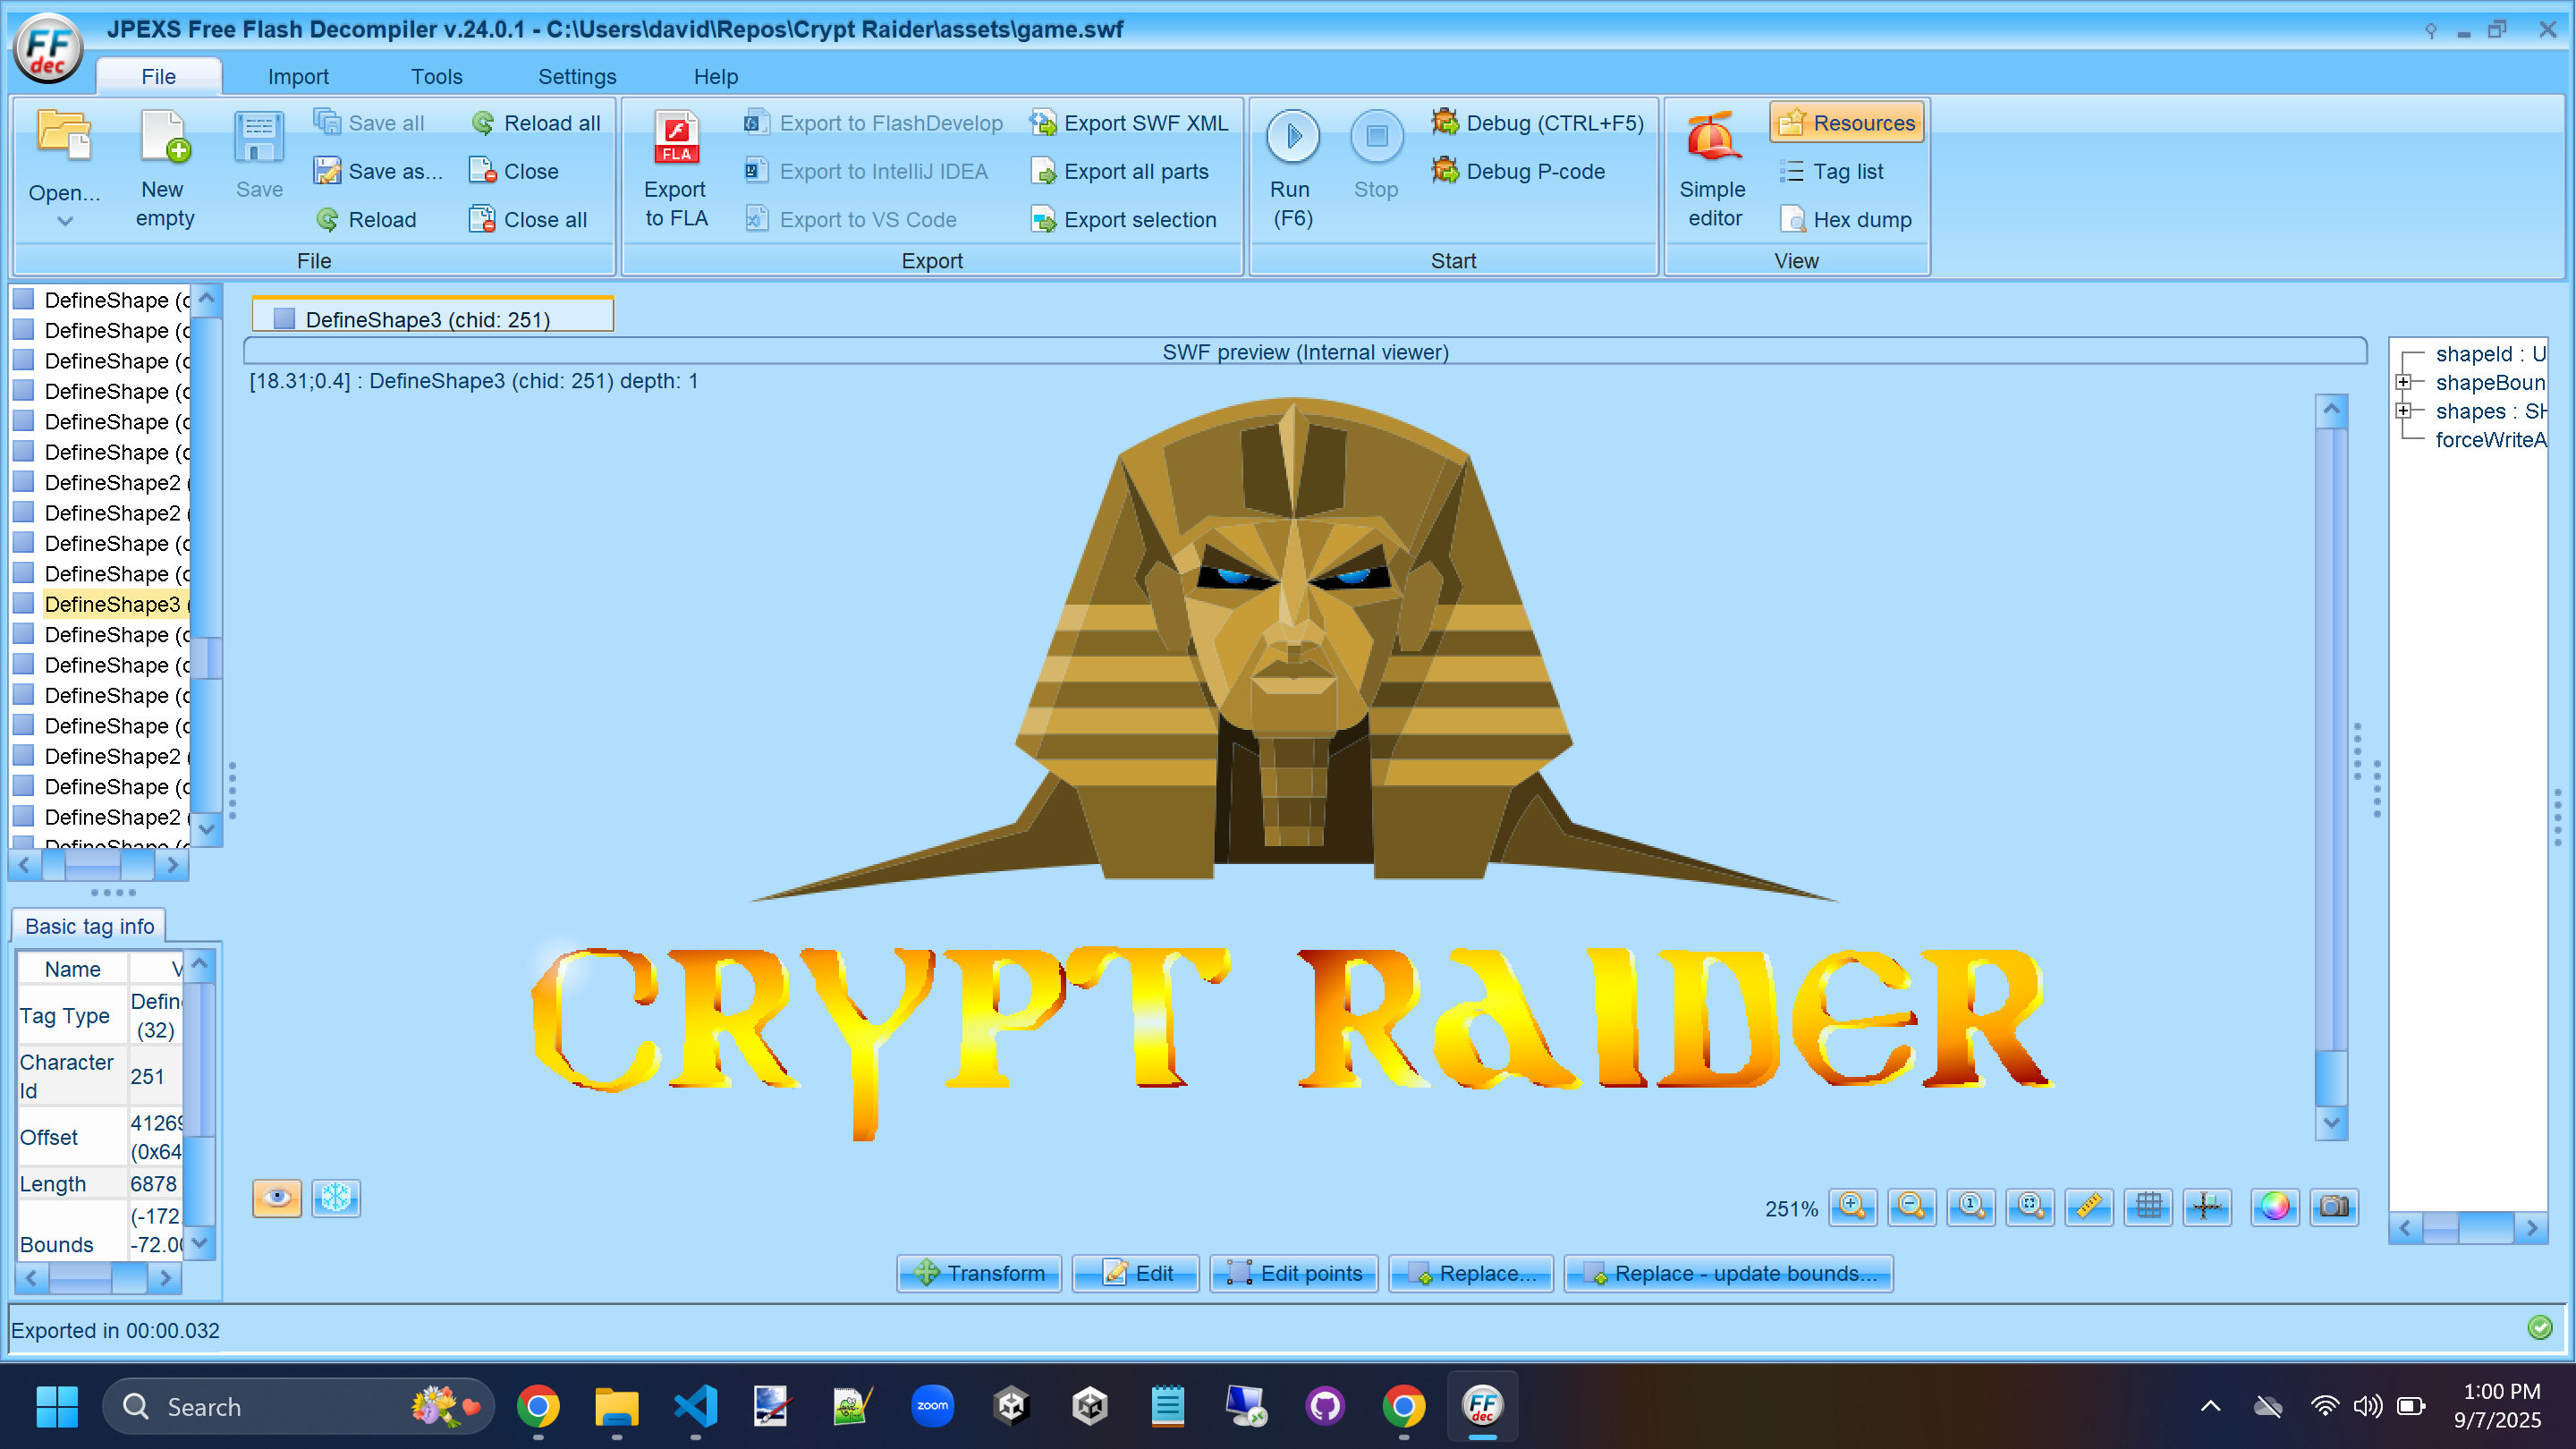 JPEXS Free Flash Decompiler v.24.0.1 - C:\Users\david\Repos\Crypt Raider\assets\game.swf
FF
dec
File
Import
Tools
Settings
Help
Open...
New
empty
Save
Save all
Save as...
Reload
Reload all
Close
Close all
File
FLA
Export
to FLA
Export to FlashDevelop
Export to IntelliJ IDEA
Export to VS Code
Export SWF XML
Export all parts
Export selection
Export
Run
(F6)
Stop
Debug (CTRL+F5)
Debug P-code
Start
Simple
editor
Resources
Tag list
Hex dump
View
DefineShape (c
DefineShape (c
DefineShape (c
DefineShape (c
DefineShape (c
DefineShape (c
DefineShape2 (
DefineShape2 (
DefineShape (c
DefineShape (c
DefineShape3 (
DefineShape (c
DefineShape (c
DefineShape (c
DefineShape (c
DefineShape2 (
DefineShape (c
DefineShape2 (
DefineShape (c
Basic tag info
Name V
Tag Type Define
(32)
Character
Id 251
Offset 41269
(0x64
Length 6878
Bounds (-172.
-72.00
DefineShape3 (chid: 251)
SWF preview (Internal viewer)
[18.31;0.4] : DefineShape3 (chid: 251) depth: 1
CRYPT RAIDER
251%
Transform
Edit
Edit points
Replace...
Replace - update bounds...
shapeId : U
shapeBoun
shapes : SH
forceWriteA
Exported in 00:00.032
Search
zoom
FF
dec
1:00 PM
9/7/2025